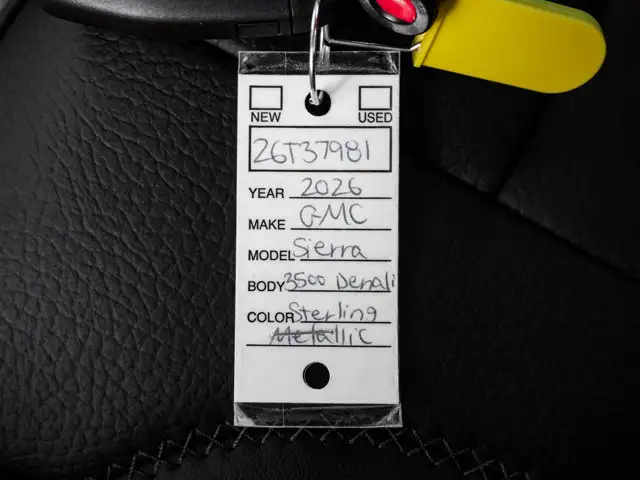 NEW USED
26T37981
YEAR 2026
MAKE GMC
MODEL Sierra
BODY 3500 Denali
COLOR Sterling
Metallic